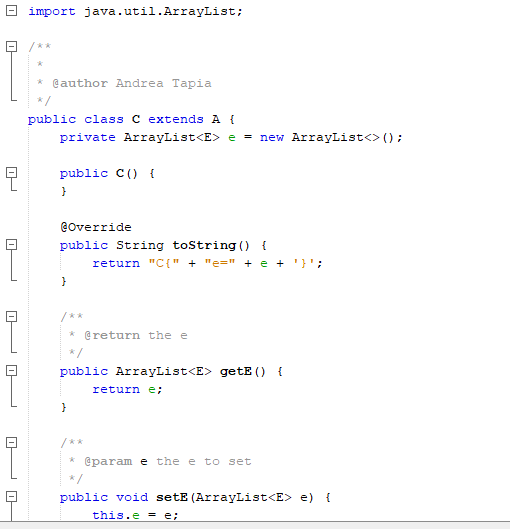 import java.util.ArrayList;
/**
 *
 * @author Andrea Tapia
 */
public class C extends A {
    private ArrayList<E> e = new ArrayList<>();
    public C() {
    }
    @Override
    public String toString() {
        return "C{" + "e=" + e + '}';
    }
    /**
     * @return the e
     */
    public ArrayList<E> getE() {
        return e;
    }
    /**
     * @param e the e to set
     */
    public void setE(ArrayList<E> e) {
        this.e = e;